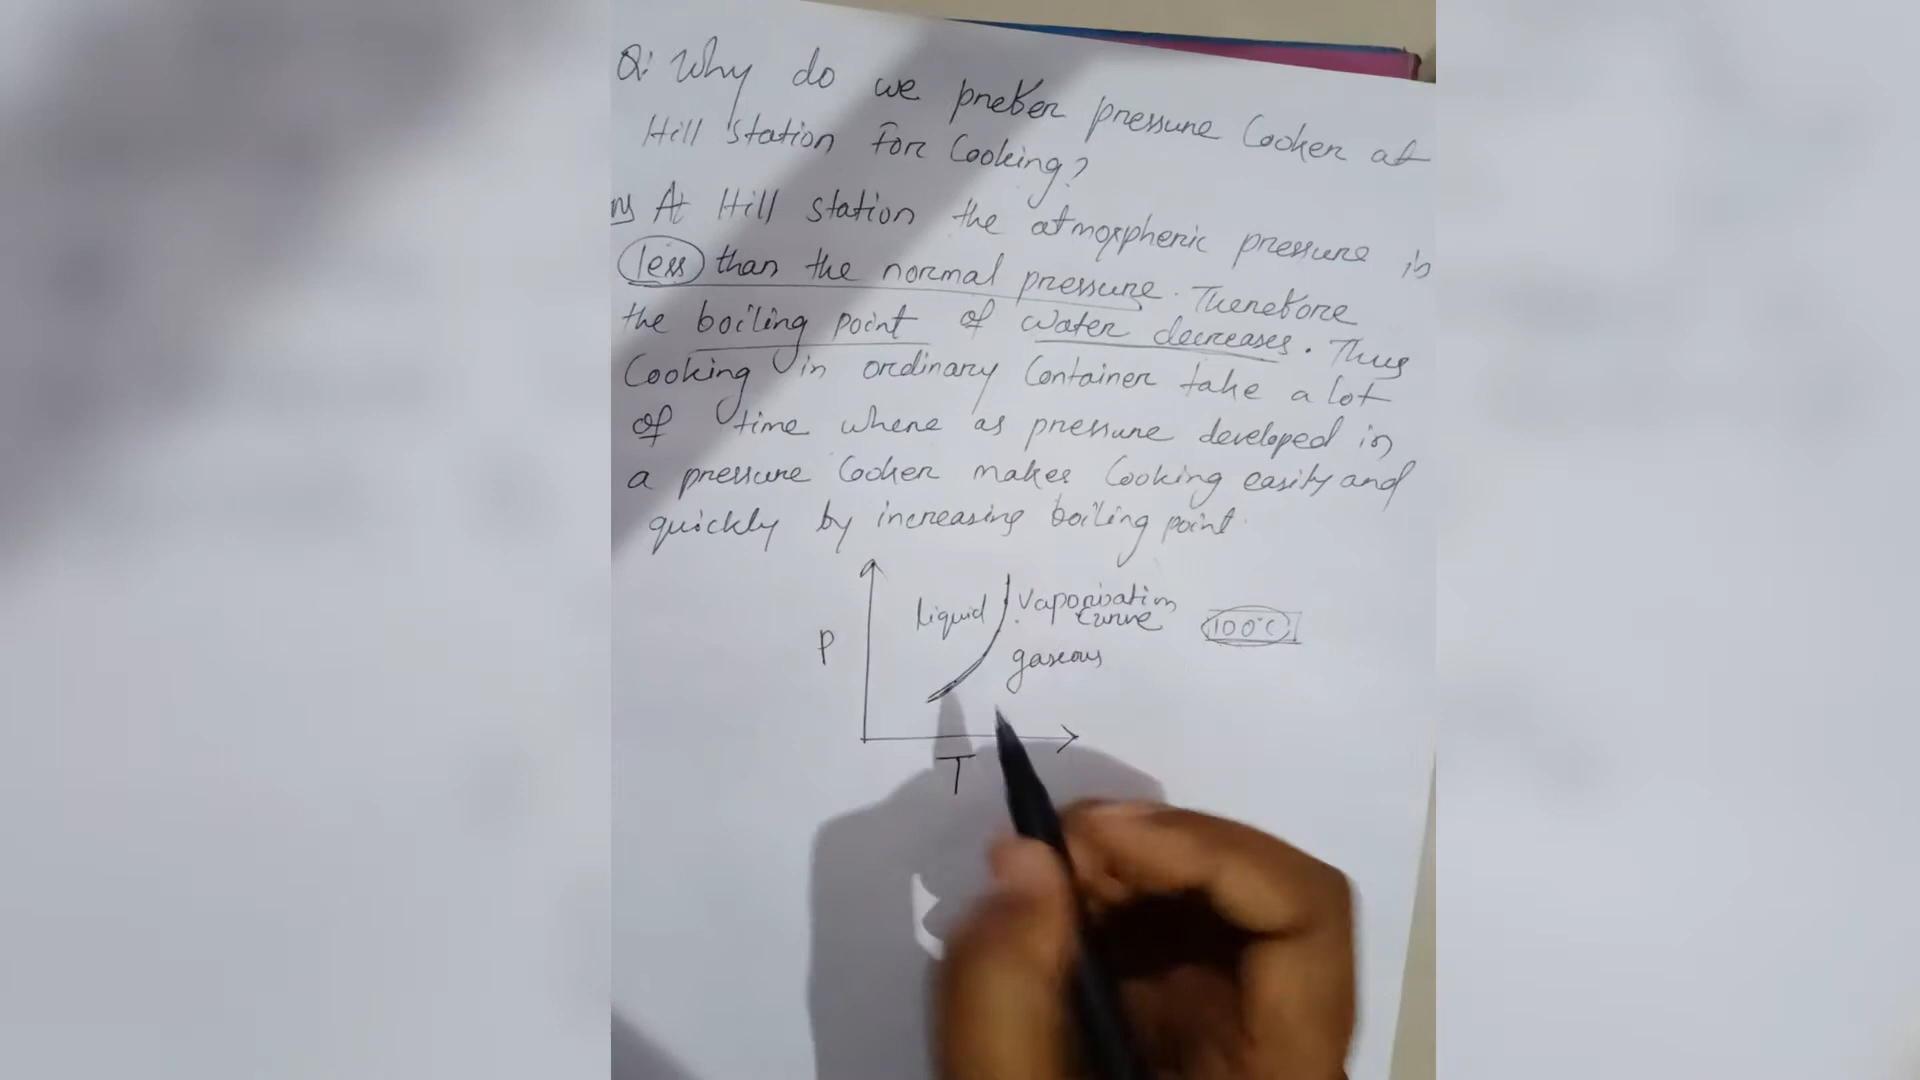 Q: Why do we prefer pressure Cooker at
Hill station For Cooking?
ns At Hill station the atmospheric pressure is
less than the normal pressure. Therefore
the boiling point of water decreases. Thus
Cooking in ordinary Container take a lot
of time where as pressure developed in
a pressure Cooker makes Cooking easily and
quickly by increasing boiling point.
Liquid
Vaporisation
curve
100°C
P
gaseous
T